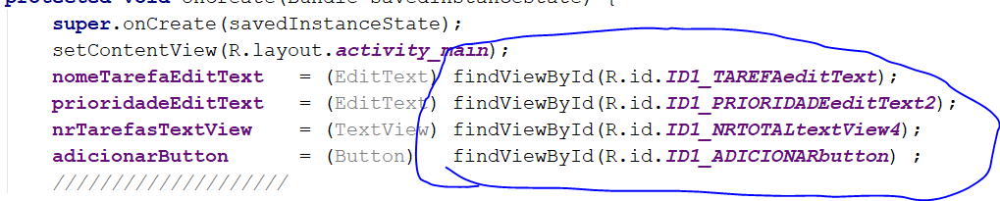 protected void onCreate(Bundle savedInstanceState) {
super.onCreate(savedInstanceState);
setContentView(R.layout.activity_main);
nomeTarefaEditText = (EditText) findViewById(R.id.ID1_TAREFAeditText);
prioridadeEditText = (EditText) findViewById(R.id.ID1_PRIORIDADEeditText2);
nrTarefasTextView = (TextView) findViewById(R.id.ID1_NRTOTALtextView4);
adicionarButton = (Button) findViewById(R.id.ID1_ADICIONARbutton) ;
////////////////////